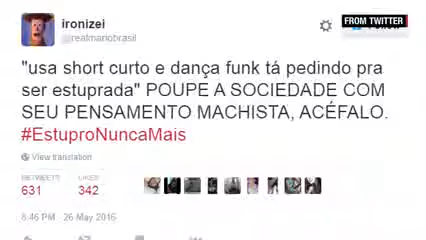 FROM TWITTER
ironizei
@realmariobrasil
"usa short curto e dança funk tá pedindo pra
ser estuprada" POUPE A SOCIEDADE COM
SEU PENSAMENTO MACHISTA, ACÉFALO.
#EstuproNuncaMais
View translation
RETWEETS LIKES
631 342
8:46 PM - 26 May 2016